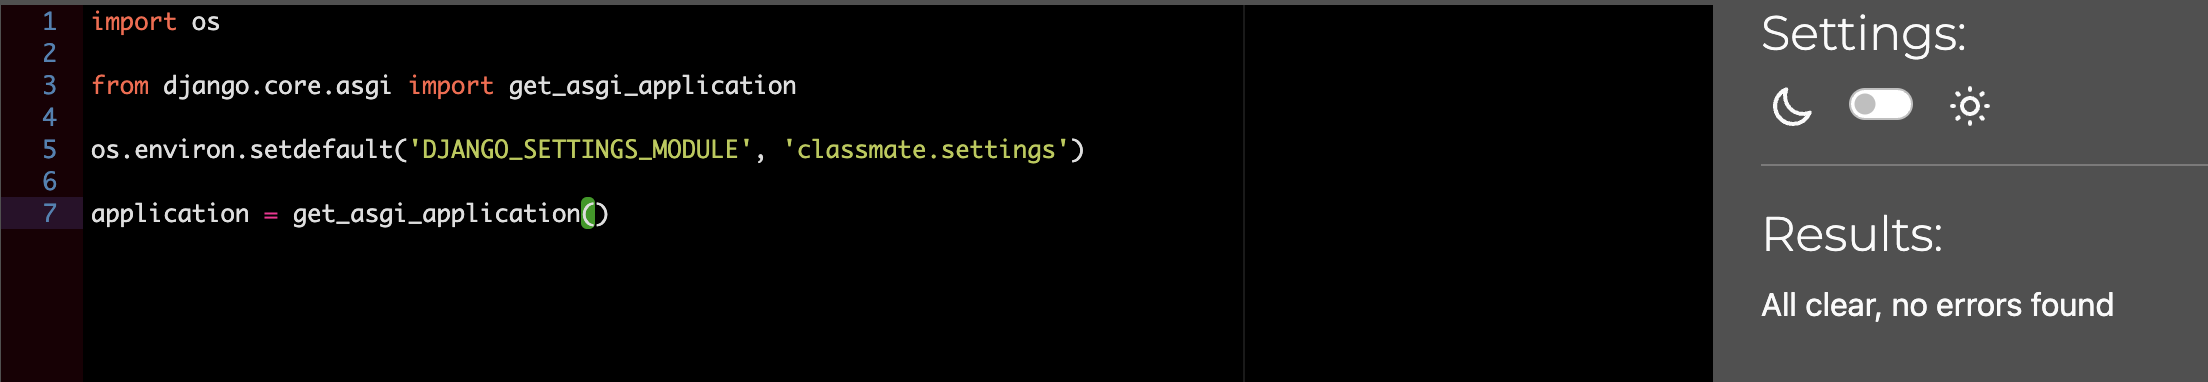 1 import os
2
3 from django.core.asgi import get_asgi_application
4
5 os.environ.setdefault('DJANGO_SETTINGS_MODULE', 'classmate.settings')
6
7 application = get_asgi_application()
Settings:
Results:
All clear, no errors found